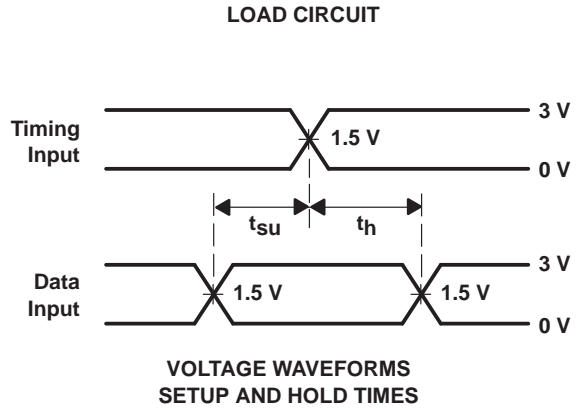 LOAD CIRCUIT
Timing
Input
3 V
1.5 V
0 V
tsu
th
Data
Input
3 V
1.5 V
1.5 V
0 V
VOLTAGE WAVEFORMS
SETUP AND HOLD TIMES